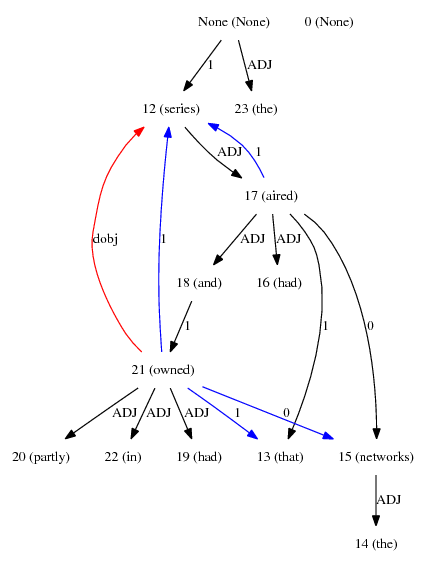 None (None) 0 (None)
1 ADJ
12 (series) 23 (the)
ADJ 1
17 (aired)
dobj 1 ADJ ADJ
18 (and) 16 (had)
1 1 0
21 (owned)
ADJ ADJ ADJ 1 0
20 (partly) 22 (in) 19 (had) 13 (that) 15 (networks)
ADJ
14 (the)